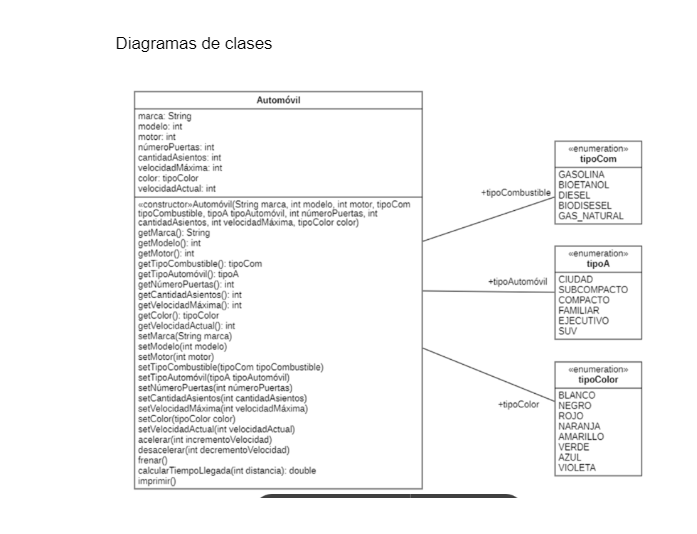 Diagramas de clases
Automóvil
marca: String
modelo: int
motor: int
númeroPuertas: int
cantidadAsientos: int
velocidadMáxima: int
color: tipoColor
velocidadActual: int
«constructor»Automóvil(String marca, int modelo, int motor, tipoCom
tipoCombustible, tipoA tipoAutomóvil, int númeroPuertas, int
cantidadAsientos, int velocidadMáxima, tipoColor color)
getMarca(): String
getModelo(): int
getMotor(): int
getTipoCombustible(): tipoCom
getTipoAutomóvil(): tipoA
getNúmeroPuertas(): int
getCantidadAsientos(): int
getVelocidadMáxima(): int
getColor(): tipoColor
getVelocidadActual(): int
setMarca(String marca)
setModelo(int modelo)
setMotor(int motor)
setTipoCombustible(tipoCom tipoCombustible)
setTipoAutomóvil(tipoA tipoAutomóvil)
setNúmeroPuertas(int númeroPuertas)
setCantidadAsientos(int cantidadAsientos)
setVelocidadMáxima(int velocidadMáxima)
setColor(tipoColor color)
setVelocidadActual(int velocidadActual)
acelerar(int incrementoVelocidad)
desacelerar(int decrementoVelocidad)
frenar()
calcularTiempoLlegada(int distancia): double
imprimir()
+tipoCombustible
«enumeration»
tipoCom
GASOLINA
BIOETANOL
DIESEL
BIODISESEL
GAS_NATURAL
+tipoAutomóvil
«enumeration»
tipoA
CIUDAD
SUBCOMPACTO
COMPACTO
FAMILIAR
EJECUTIVO
SUV
+tipoColor
«enumeration»
tipoColor
BLANCO
NEGRO
ROJO
NARANJA
AMARILLO
VERDE
AZUL
VIOLETA